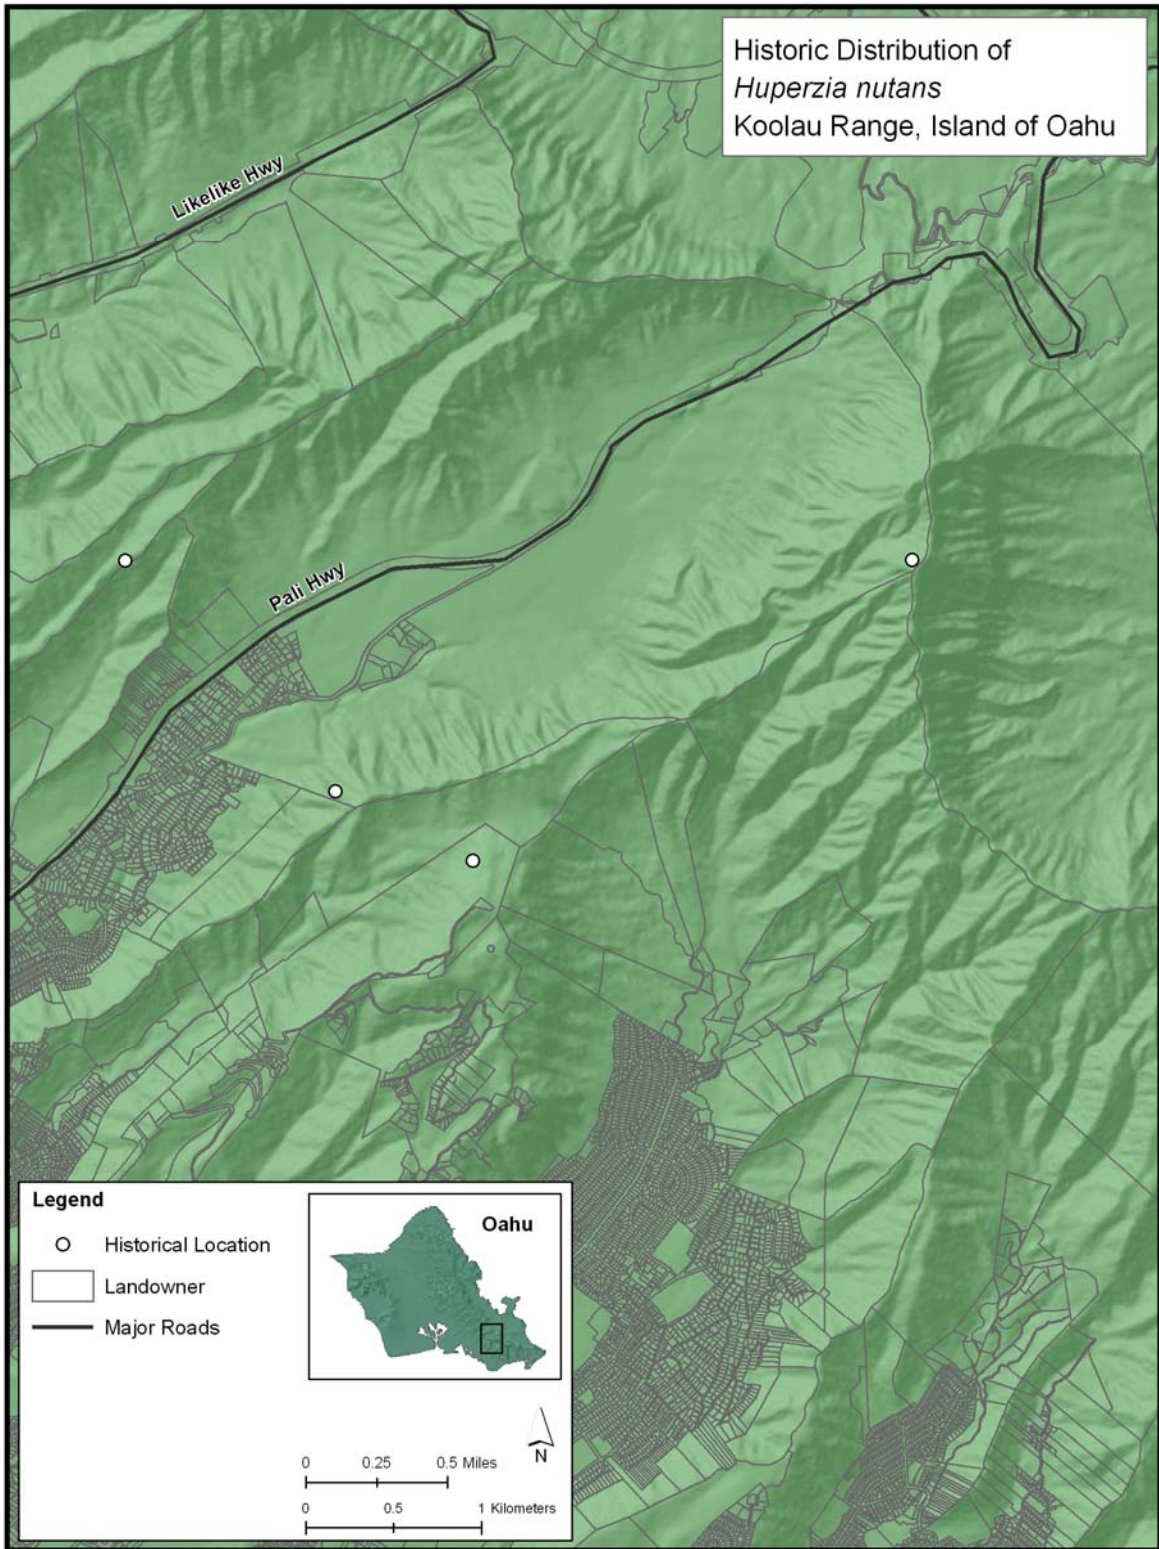 Historic Distribution of
Huperzia nutans
Koolau Range, Island of Oahu
Likelike Hwy
Pali Hwy
Legend
Historical Location
Landowner
Major Roads
Oahu
N
0 0.25 0.5 Miles
0 0.5 1 Kilometers